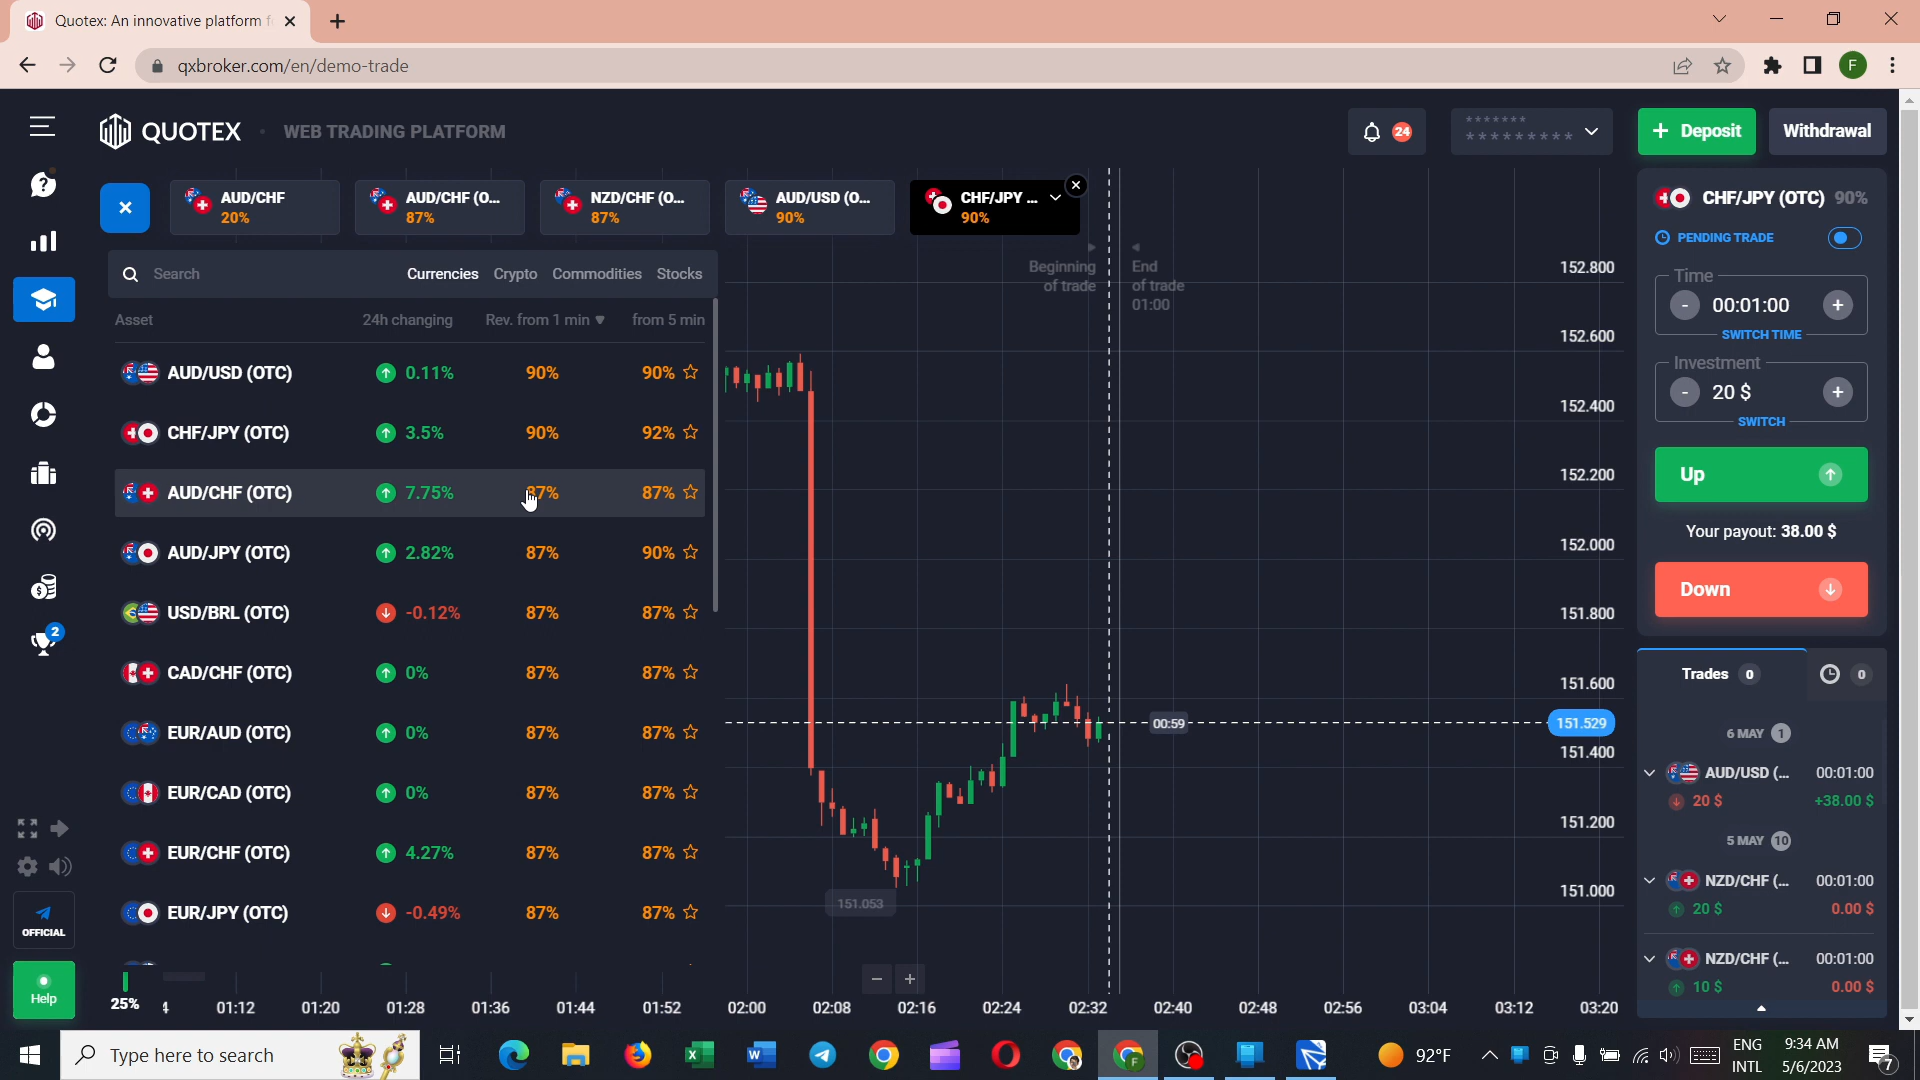 Quotex: An innovative platform f
qxbroker.com/en/demo-trade
F
QUOTEX
WEB TRADING PLATFORM
24
*******
*********
+ Deposit
Withdrawal
AUD/CHF
20%
AUD/CHF (O...
87%
NZD/CHF (O...
87%
AUD/USD (O...
90%
CHF/JPY ...
90%
CHF/JPY (OTC) 90%
PENDING TRADE
Time
00:01:00
SWITCH TIME
Investment
20 $
SWITCH
Up
Your payout: 38.00 $
Down
Search
Currencies Crypto Commodities Stocks
Asset 24h changing Rev. from 1 min from 5 min
AUD/USD (OTC) 0.11% 90% 90%
CHF/JPY (OTC) 3.5% 90% 92%
AUD/CHF (OTC) 7.75% 87% 87%
AUD/JPY (OTC) 2.82% 87% 90%
USD/BRL (OTC) -0.12% 87% 87%
CAD/CHF (OTC) 0% 87% 87%
EUR/AUD (OTC) 0% 87% 87%
EUR/CAD (OTC) 0% 87% 87%
EUR/CHF (OTC) 4.27% 87% 87%
EUR/JPY (OTC) -0.49% 87% 87%
Beginning
of trade
End
of trade
01:00
152.800
152.600
152.400
152.200
152.000
151.800
151.600
151.529
151.400
151.200
151.000
00:59
151.053
Trades 0
0
6 MAY 1
AUD/USD (... 00:01:00
20 $ +38.00 $
5 MAY 10
NZD/CHF (... 00:01:00
20 $ 0.00 $
NZD/CHF (... 00:01:00
10 $ 0.00 $
2
OFFICIAL
Help
25%
4 01:12 01:20 01:28 01:36 01:44 01:52 02:00 02:08 02:16 02:24 02:32 02:40 02:48 02:56 03:04 03:12 03:20
Type here to search
92°F
ENG
INTL
9:34 AM
5/6/2023
7